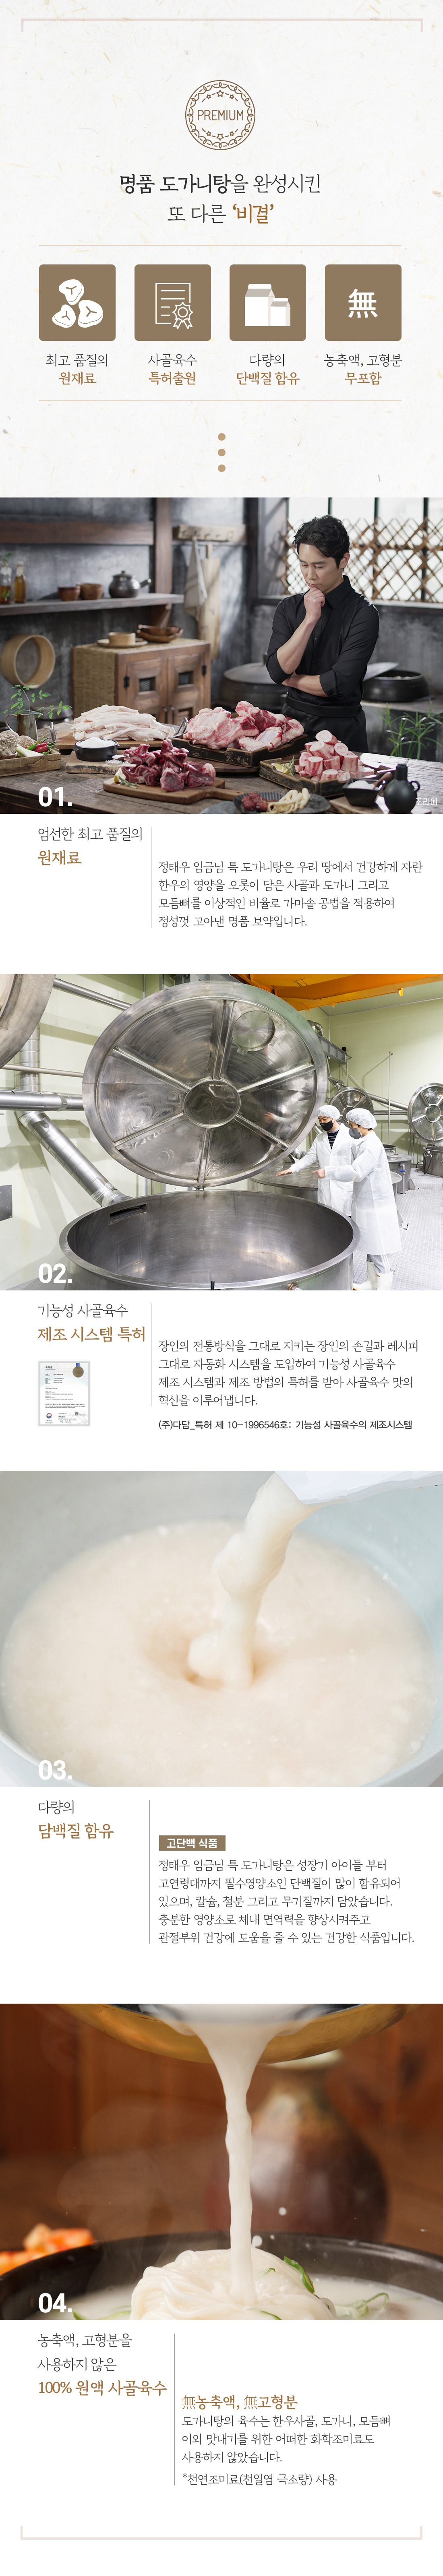 PREMIUM
명품 도가니탕을 완성시킨
또 다른 ‘비결’
최고 품질의
원재료
사골육수
특허출원
다량의
단백질 함유
無
농축액, 고형분
무포함
01.
엄선한 최고 품질의
원재료
정태우 임금님 특 도가니탕은 우리 땅에서 건강하게 자란
한우의 영양을 오롯이 담은 사골과 도가니 그리고
모듬뼈를 이상적인 비율로 가마솥 공법을 적용하여
정성껏 고아낸 명품 보약입니다.
02.
기능성 사골육수
제조 시스템 특허
장인의 전통방식을 그대로 지키는 장인의 손길과 레시피
그대로 자동화 시스템을 도입하여 기능성 사골육수
제조 시스템과 제조 방법의 특허를 받아 사골육수 맛의
혁신을 이루어냅니다.
(주)다담_특허 제 10-1996546호: 기능성 사골육수의 제조시스템
03.
다량의
담백질 함유
고단백 식품
정태우 임금님 특 도가니탕은 성장기 아이들 부터
고연령대까지 필수영양소인 단백질이 많이 함유되어
있으며, 칼슘, 철분 그리고 무기질까지 담았습니다.
충분한 영양소로 체내 면역력을 향상시켜주고
관절부위 건강에 도움을 줄 수 있는 건강한 식품입니다.
04.
농축액, 고형분을
사용하지 않은
100% 원액 사골육수
無농축액, 無고형분
도가니탕의 육수는 한우사골, 도가니, 모듬뼈
이외 맛내기를 위한 어떠한 화학조미료도
사용하지 않았습니다.
*천연조미료(천일염 극소량) 사용